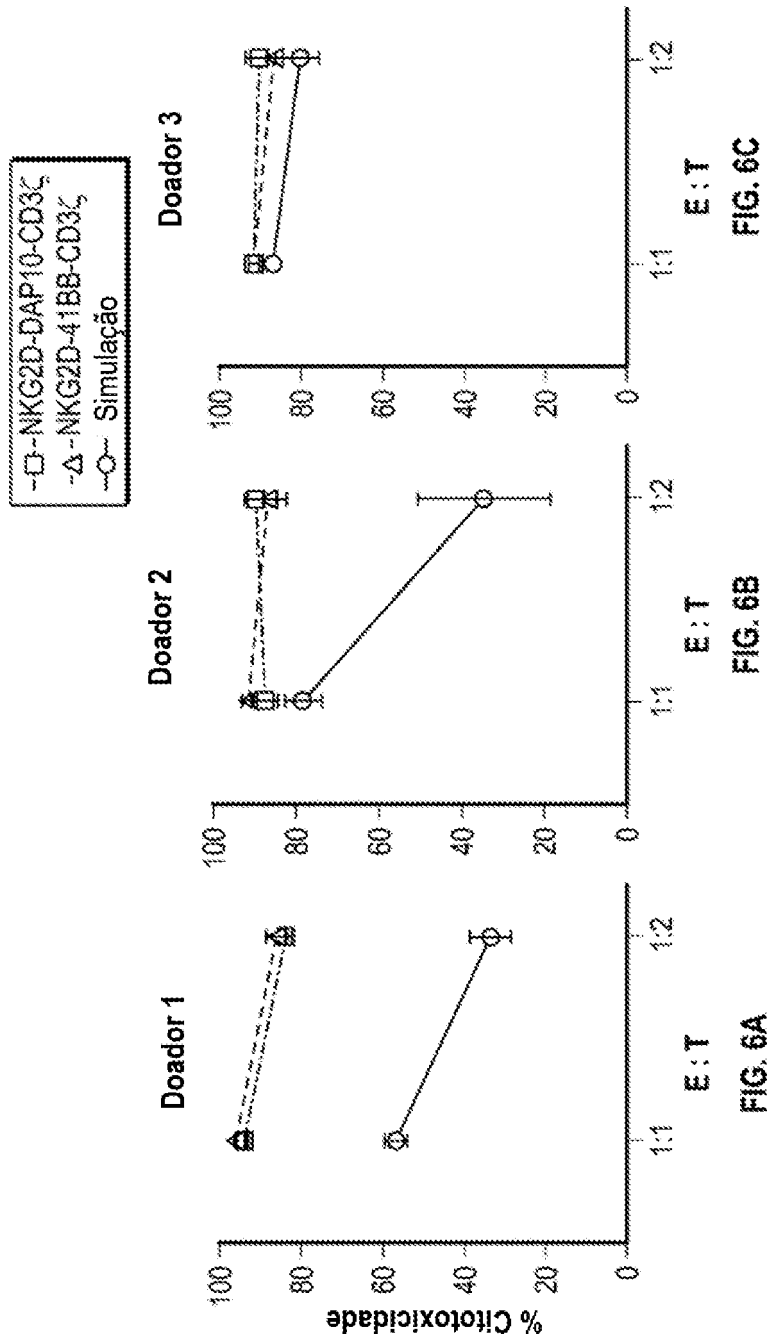 -□-NKG2D-DAP10-CD3ζ
-△-NKG2D-41BB-CD3ζ
-○- Simulação
Doador 1
% Citotoxicidade
100
80
60
40
20
0
1:1
1:2
E : T
FIG. 6A
Doador 2
100
80
60
40
20
0
1:1
1:2
E : T
FIG. 6B
Doador 3
100
80
60
40
20
0
1:1
1:2
E : T
FIG. 6C